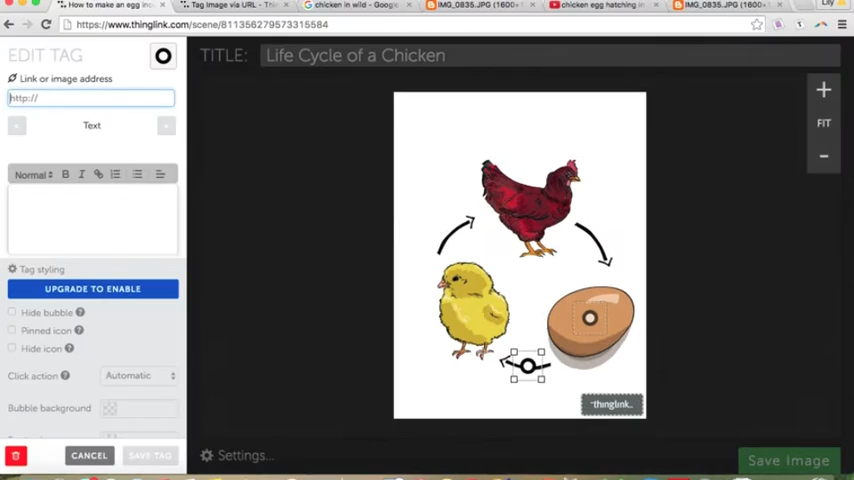 How to make an egg inc
Tag Image via URL - Thin
chicken in wild - Google
IMG_0835.JPG (1600×1
chicken egg hatching in
IMG_0835.JPG (1600×
Lily
https://www.thinglink.com/scene/811356279573315584
EDIT TAG
TITLE: Life Cycle of a Chicken
Link or image address
http://
Text
FIT
Normal B I
Tag styling
UPGRADE TO ENABLE
Hide bubble ?
Pinned icon ?
Hide icon ?
Click action ? Automatic
Bubble background
thinglink..
CANCEL SAVE TAG
Settings...
Save Image